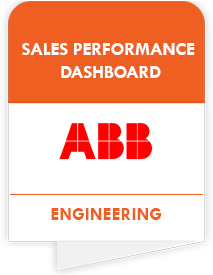 SALES PERFORMANCE
DASHBOARD
ABB
ENGINEERING